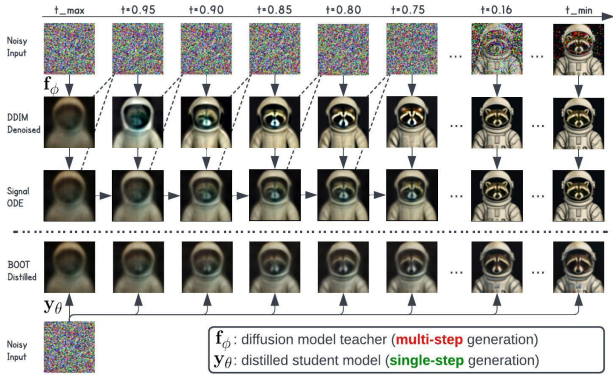 t_max t=0.95 t=0.90 t=0.85 t=0.80 t=0.75 t=0.16 t_min
Noisy
Input
... ...
f_ϕ
DDIM
Denoised
... ...
Signal
ODE
... ...
BOOT
Distilled
... ...
y_θ
Noisy
Input
f_ϕ: diffusion model teacher (multi-step generation)
y_θ: distilled student model (single-step generation)